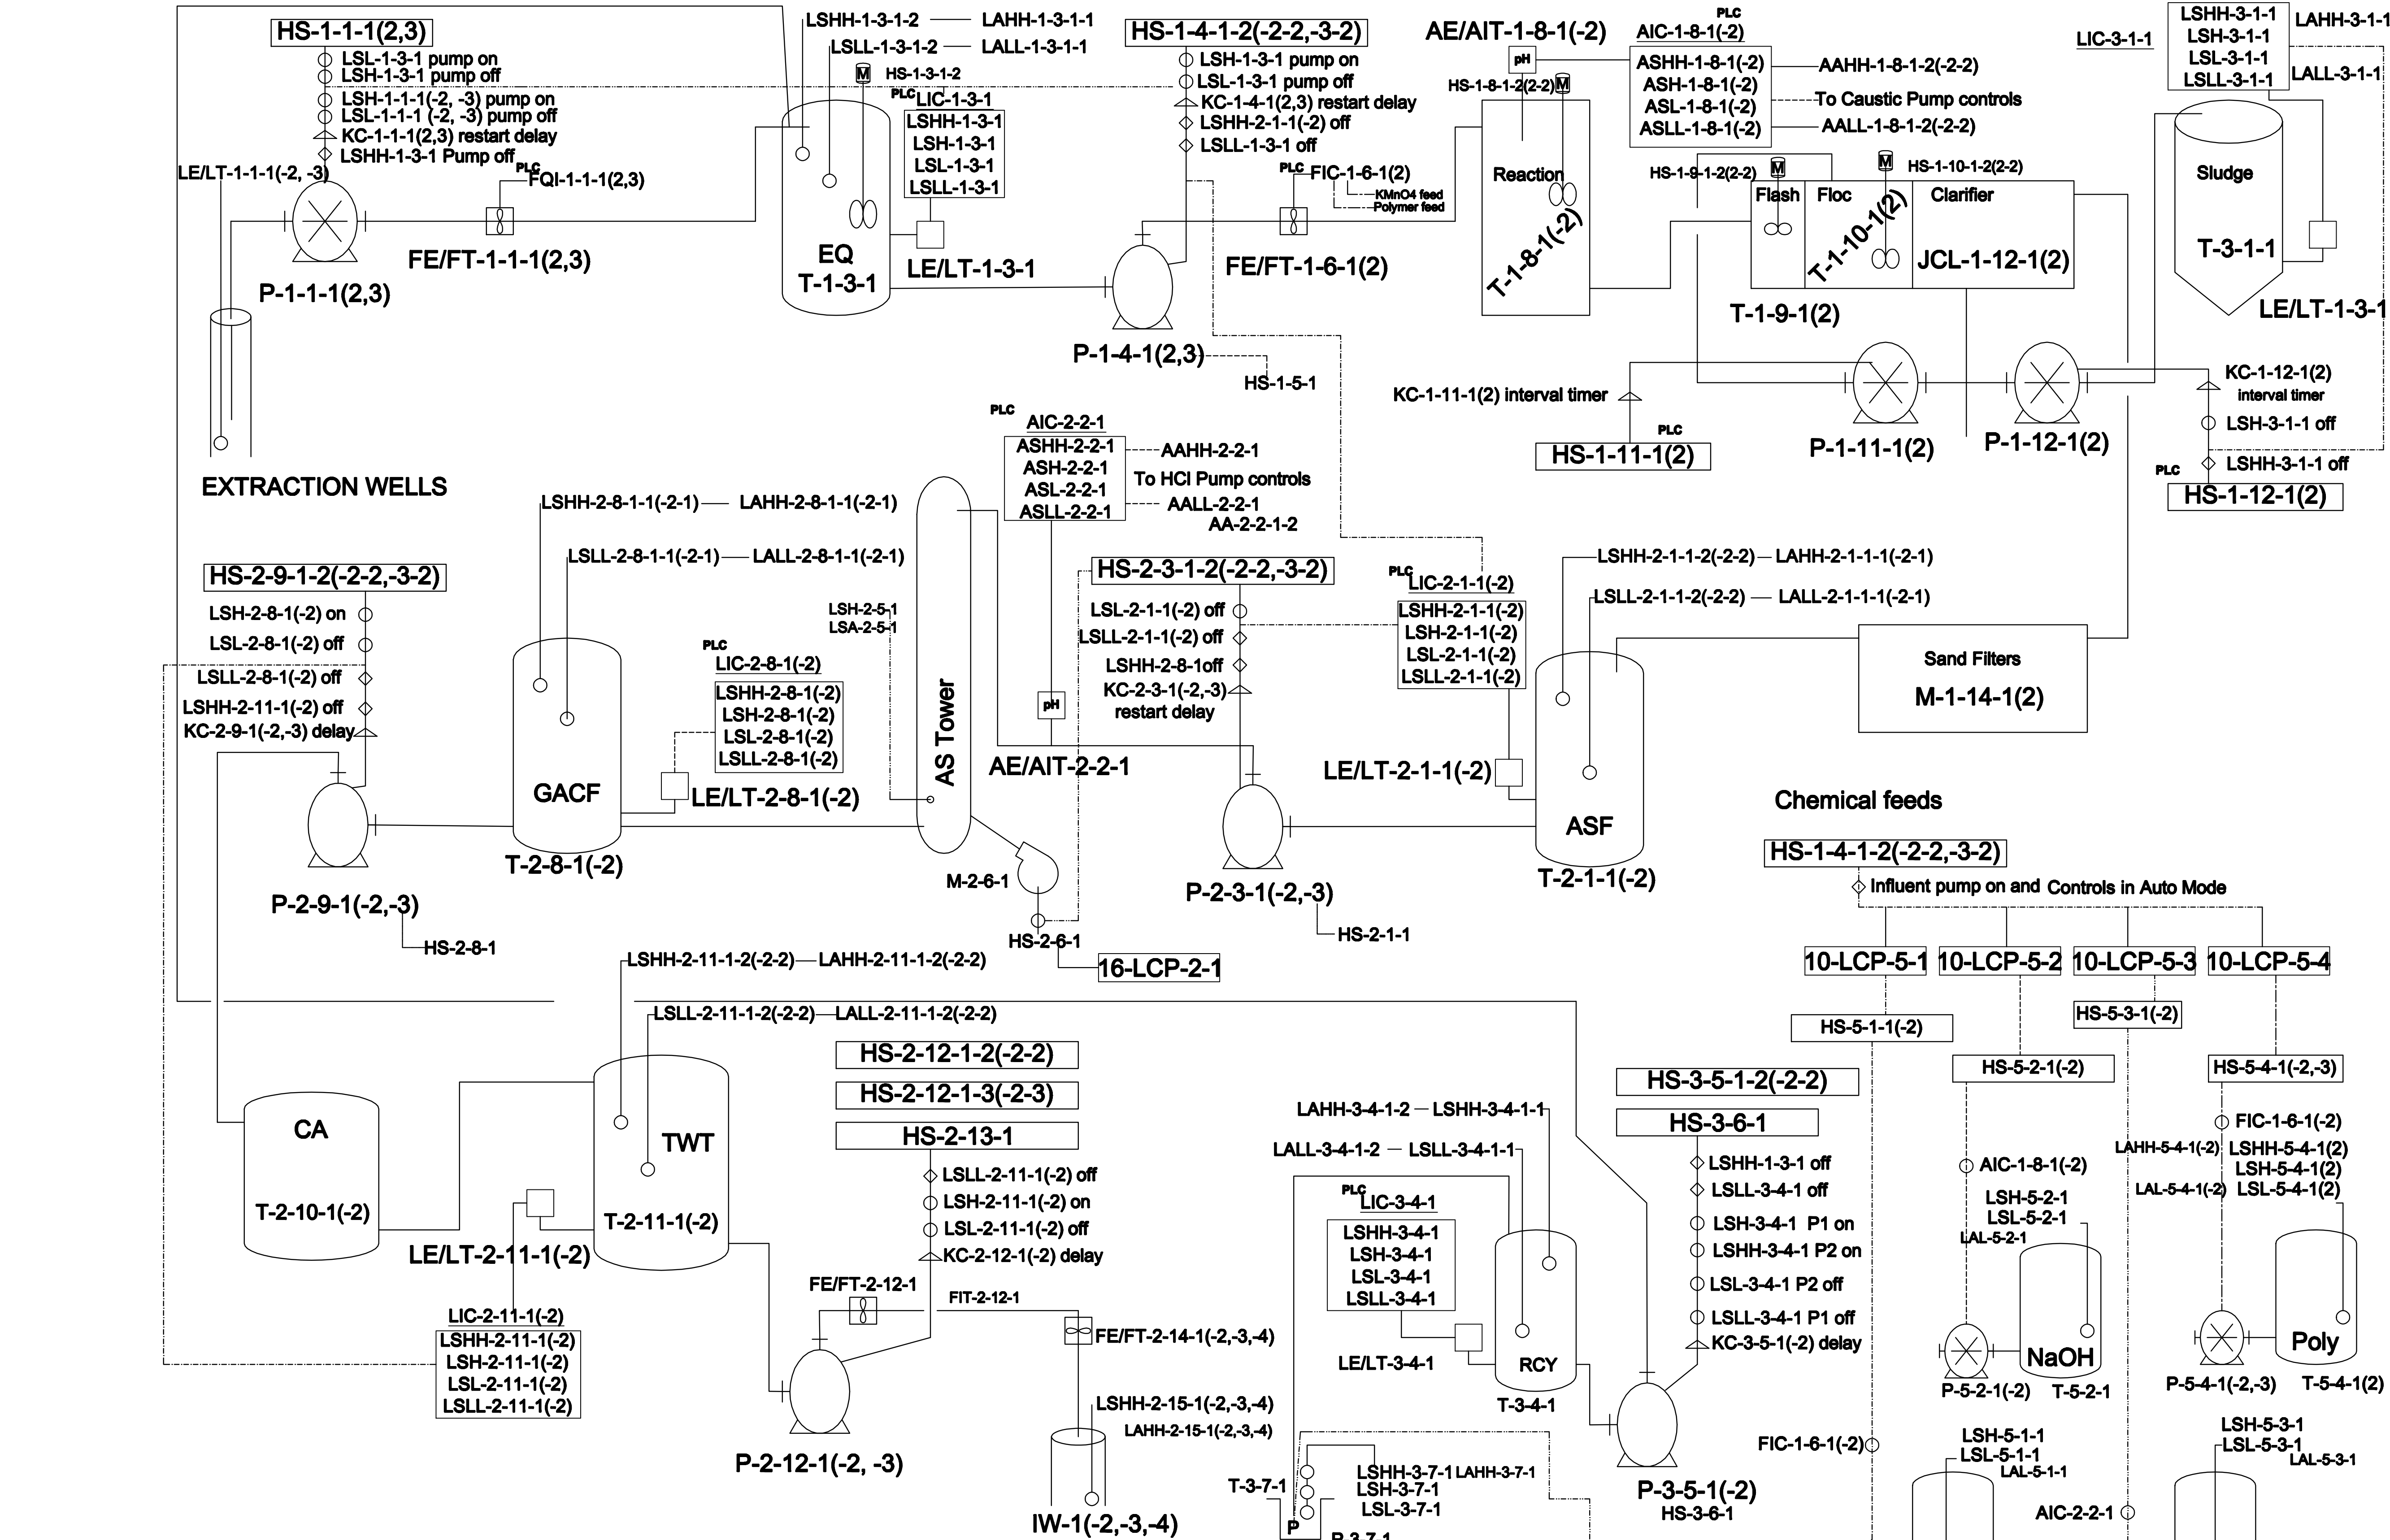 HS-1-1-1(2,3)
LSL-1-3-1 pump on
LSH-1-3-1 pump off
LSH-1-1-1(-2, -3) pump on
LSL-1-1-1 (-2, -3) pump off
KC-1-1-1(2,3) restart delay
LSHH-1-3-1 Pump off
LE/LT-1-1-1(-2, -3)
PLC
FQI-1-1-1(2,3)
FE/FT-1-1-1(2,3)
P-1-1-1(2,3)
EXTRACTION WELLS
LSHH-1-3-1-2
LAHH-1-3-1-1
LSLL-1-3-1-2
LALL-1-3-1-1
M
HS-1-3-1-2
PLC
LIC-1-3-1
LSHH-1-3-1
LSH-1-3-1
LSL-1-3-1
LSLL-1-3-1
EQ
T-1-3-1
LE/LT-1-3-1
HS-1-4-1-2(-2-2,-3-2)
LSH-1-3-1 pump on
LSL-1-3-1 pump off
KC-1-4-1(2,3) restart delay
LSHH-2-1-1(-2) off
LSLL-1-3-1 off
PLC
FIC-1-6-1(2)
KMnO4 feed
Polymer feed
FE/FT-1-6-1(2)
P-1-4-1(2,3)
HS-1-5-1
AE/AIT-1-8-1(-2)
pH
HS-1-8-1-2(2-2)
M
Reaction
T-1-8-1(-2)
PLC
AIC-1-8-1(-2)
ASHH-1-8-1(-2)
ASH-1-8-1(-2)
ASL-1-8-1(-2)
ASLL-1-8-1(-2)
AAHH-1-8-1-2(-2-2)
To Caustic Pump controls
AALL-1-8-1-2(-2-2)
HS-1-9-1-2(2-2)
M
M
HS-1-10-1-2(2-2)
Flash
Floc
Clarifier
T-1-10-1(2)
JCL-1-12-1(2)
T-1-9-1(2)
LIC-3-1-1
LSHH-3-1-1
LSH-3-1-1
LSL-3-1-1
LSLL-3-1-1
LAHH-3-1-1
LALL-3-1-1
Sludge
T-3-1-1
LE/LT-1-3-1
KC-1-11-1(2) interval timer
PLC
HS-1-11-1(2)
P-1-11-1(2)
P-1-12-1(2)
KC-1-12-1(2)
interval timer
LSH-3-1-1 off
LSHH-3-1-1 off
PLC
HS-1-12-1(2)
HS-2-9-1-2(-2-2,-3-2)
LSH-2-8-1(-2) on
LSL-2-8-1(-2) off
LSLL-2-8-1(-2) off
LSHH-2-11-1(-2) off
KC-2-9-1(-2,-3) delay
P-2-9-1(-2,-3)
HS-2-8-1
LSHH-2-8-1-1(-2-1)
LAHH-2-8-1-1(-2-1)
LSLL-2-8-1-1(-2-1)
LALL-2-8-1-1(-2-1)
GACF
T-2-8-1(-2)
PLC
LIC-2-8-1(-2)
LSHH-2-8-1(-2)
LSH-2-8-1(-2)
LSL-2-8-1(-2)
LSLL-2-8-1(-2)
LE/LT-2-8-1(-2)
LSH-2-5-1
LSA-2-5-1
AS Tower
M-2-6-1
HS-2-6-1
16-LCP-2-1
PLC
AIC-2-2-1
ASHH-2-2-1
ASH-2-2-1
ASL-2-2-1
ASLL-2-2-1
AAHH-2-2-1
To HCl Pump controls
AALL-2-2-1
AA-2-2-1-2
pH
AE/AIT-2-2-1
HS-2-3-1-2(-2-2,-3-2)
LSL-2-1-1(-2) off
LSLL-2-1-1(-2) off
LSHH-2-8-1off
KC-2-3-1(-2,-3)
restart delay
P-2-3-1(-2,-3)
HS-2-1-1
PLC
LIC-2-1-1(-2)
LSHH-2-1-1(-2)
LSH-2-1-1(-2)
LSL-2-1-1(-2)
LSLL-2-1-1(-2)
LE/LT-2-1-1(-2)
LSHH-2-1-1-2(-2-2)
LAHH-2-1-1-1(-2-1)
LSLL-2-1-1-2(-2-2)
LALL-2-1-1-1(-2-1)
ASF
T-2-1-1(-2)
Sand Filters
M-1-14-1(2)
Chemical feeds
HS-1-4-1-2(-2-2,-3-2)
Influent pump on and Controls in Auto Mode
10-LCP-5-1
10-LCP-5-2
10-LCP-5-3
10-LCP-5-4
HS-5-1-1(-2)
HS-5-3-1(-2)
HS-5-2-1(-2)
HS-5-4-1(-2,-3)
FIC-1-6-1(-2)
LAHH-5-4-1(-2)
LSHH-5-4-1(2)
LSH-5-4-1(2)
LAL-5-4-1(-2)
LSL-5-4-1(2)
AIC-1-8-1(-2)
LSH-5-2-1
LSL-5-2-1
LAL-5-2-1
NaOH
Poly
P-5-2-1(-2)
T-5-2-1
P-5-4-1(-2,-3)
T-5-4-1(2)
LSH-5-1-1
LSL-5-1-1
LAL-5-1-1
LSH-5-3-1
LSL-5-3-1
LAL-5-3-1
FIC-1-6-1(-2)
AIC-2-2-1
LSHH-2-11-1-2(-2-2)
LAHH-2-11-1-2(-2-2)
LSLL-2-11-1-2(-2-2)
LALL-2-11-1-2(-2-2)
CA
T-2-10-1(-2)
TWT
T-2-11-1(-2)
LE/LT-2-11-1(-2)
LIC-2-11-1(-2)
LSHH-2-11-1(-2)
LSH-2-11-1(-2)
LSL-2-11-1(-2)
LSLL-2-11-1(-2)
HS-2-12-1-2(-2-2)
HS-2-12-1-3(-2-3)
HS-2-13-1
LSLL-2-11-1(-2) off
LSH-2-11-1(-2) on
LSL-2-11-1(-2) off
KC-2-12-1(-2) delay
FE/FT-2-12-1
FIT-2-12-1
FE/FT-2-14-1(-2,-3,-4)
P-2-12-1(-2, -3)
LSHH-2-15-1(-2,-3,-4)
LAHH-2-15-1(-2,-3,-4)
IW-1(-2,-3,-4)
LAHH-3-4-1-2
LSHH-3-4-1-1
LALL-3-4-1-2
LSLL-3-4-1-1
PLC
LIC-3-4-1
LSHH-3-4-1
LSH-3-4-1
LSL-3-4-1
LSLL-3-4-1
LE/LT-3-4-1
RCY
T-3-4-1
HS-3-5-1-2(-2-2)
HS-3-6-1
LSHH-1-3-1 off
LSLL-3-4-1 off
LSH-3-4-1 P1 on
LSHH-3-4-1 P2 on
LSL-3-4-1 P2 off
LSLL-3-4-1 P1 off
KC-3-5-1(-2) delay
P-3-5-1(-2)
HS-3-6-1
T-3-7-1
LSHH-3-7-1
LAHH-3-7-1
LSH-3-7-1
LSL-3-7-1
P
P-3-7-1